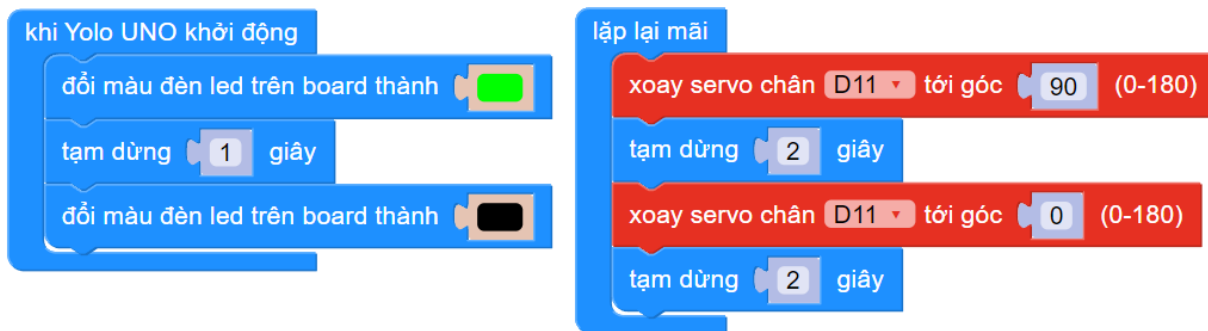 khi Yolo UNO khởi động
đổi màu đèn led trên board thành
tạm dừng 1 giây
đổi màu đèn led trên board thành
lặp lại mãi
xoay servo chân D11 tới góc 90 (0-180)
tạm dừng 2 giây
xoay servo chân D11 tới góc 0 (0-180)
tạm dừng 2 giây